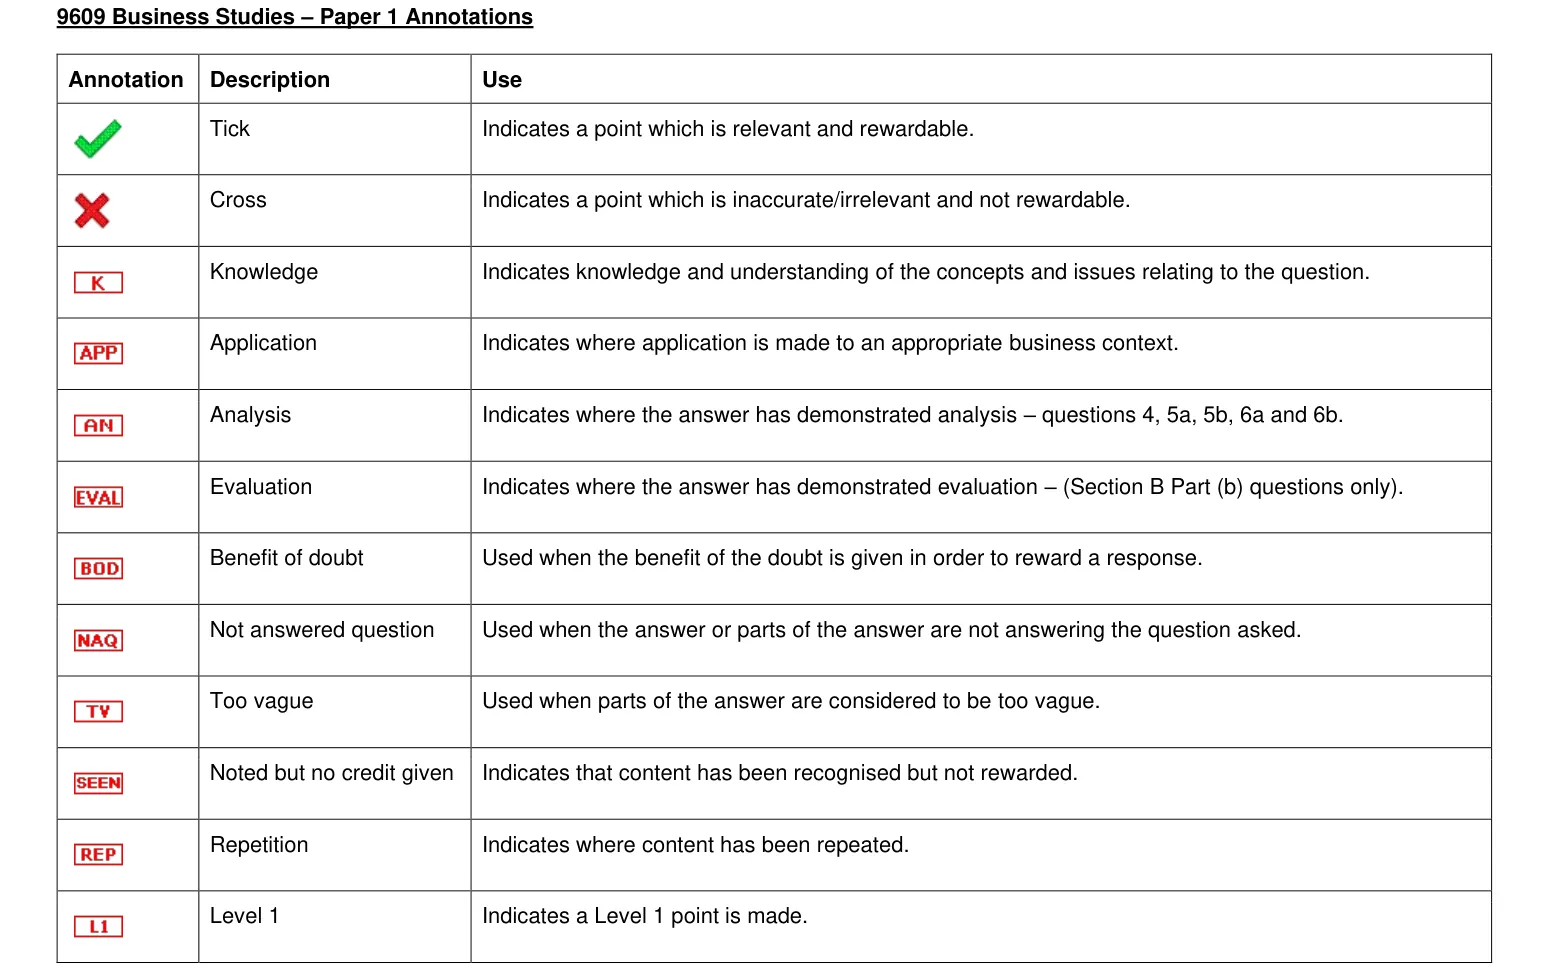 9609 Business Studies – Paper 1 Annotations
Annotation Description Use
Tick Indicates a point which is relevant and rewardable.
Cross Indicates a point which is inaccurate/irrelevant and not rewardable.
K Knowledge Indicates knowledge and understanding of the concepts and issues relating to the question.
APP Application Indicates where application is made to an appropriate business context.
AN Analysis Indicates where the answer has demonstrated analysis – questions 4, 5a, 5b, 6a and 6b.
EVAL Evaluation Indicates where the answer has demonstrated evaluation – (Section B Part (b) questions only).
BOD Benefit of doubt Used when the benefit of the doubt is given in order to reward a response.
NAQ Not answered question Used when the answer or parts of the answer are not answering the question asked.
TV Too vague Used when parts of the answer are considered to be too vague.
SEEN Noted but no credit given Indicates that content has been recognised but not rewarded.
REP Repetition Indicates where content has been repeated.
L1 Level 1 Indicates a Level 1 point is made.